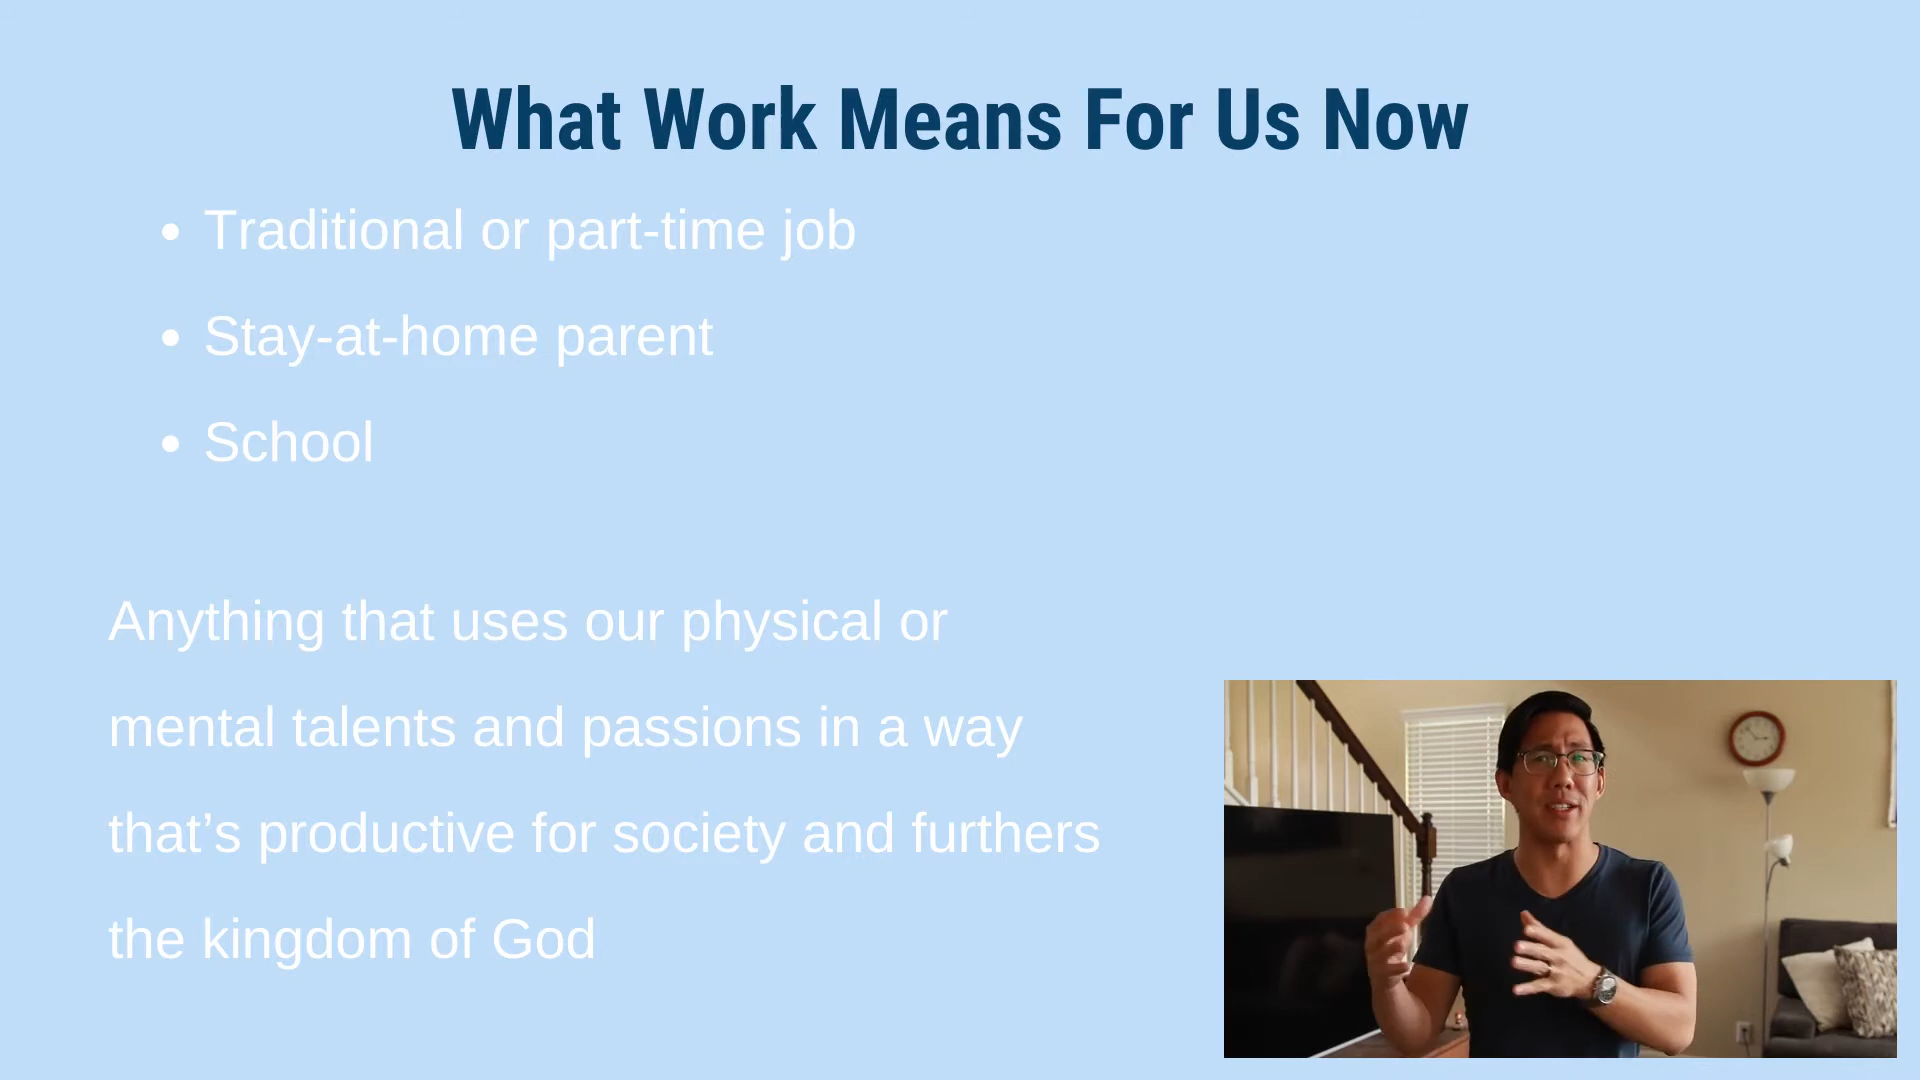 What Work Means For Us Now
• Traditional or part-time job
• Stay-at-home parent
• School
Anything that uses our physical or
mental talents and passions in a way
that’s productive for society and furthers
the kingdom of God